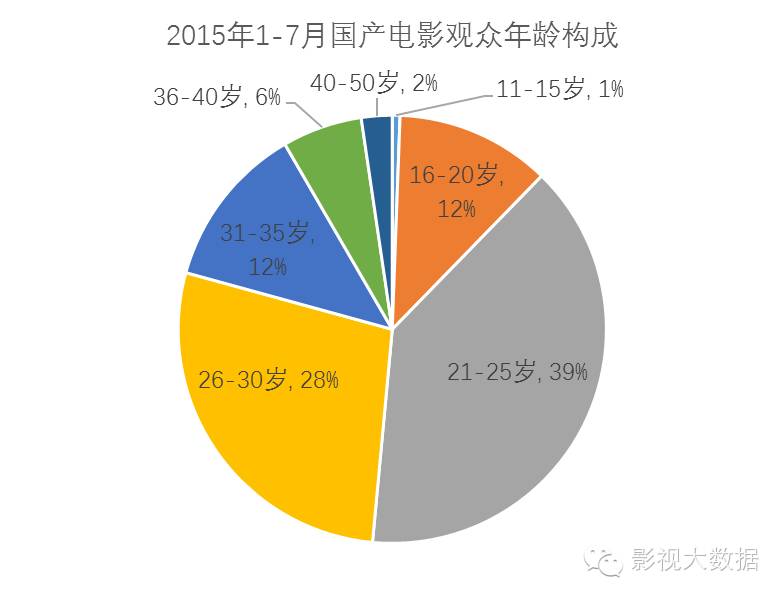 2015年1-7月国产电影观众年龄构成
40-50岁, 2%
11-15岁, 1%
36-40岁, 6%
16-20岁,
12%
31-35岁,
12%
21-25岁, 39%
26-30岁, 28%
影视大数据